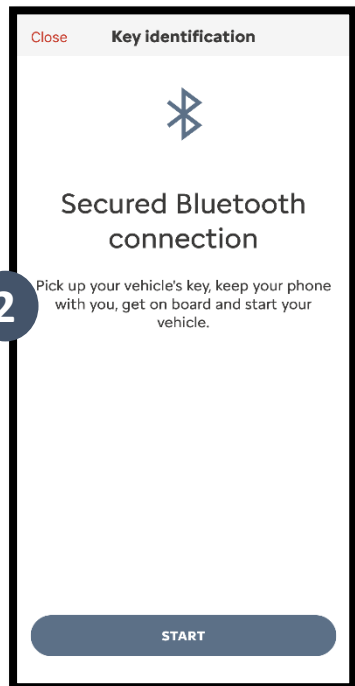 Close Key identification
Secured Bluetooth
connection
Pick up your vehicle's key, keep your phone
2
with you, get on board and start your
vehicle.
START